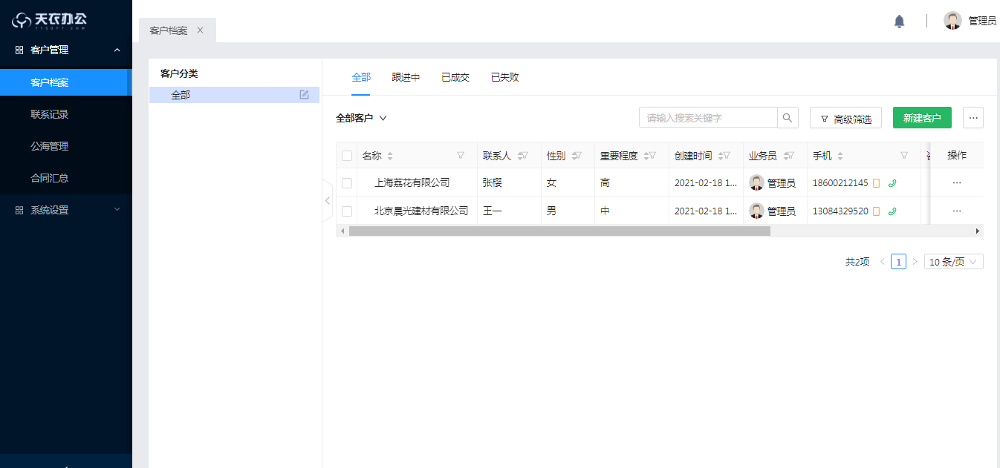 天衣办公
TYSOFT.COM
客户管理
客户档案
联系记录
公海管理
合同汇总
系统设置
客户档案 ×
管理员
客户分类
全部
全部 跟进中 已成交 已失败
全部客户
请输入搜索关键字
高级筛选
新建客户
···
名称 联系人 性别 重要程度 创建时间 业务员 手机 操作
上海荔花有限公司 张樱 女 高 2021-02-18 1... 管理员 18600212145 ···
北京晨光建材有限公司 王一 男 中 2021-02-18 1... 管理员 13084329520 ···
共2项 < 1 > 10 条/页